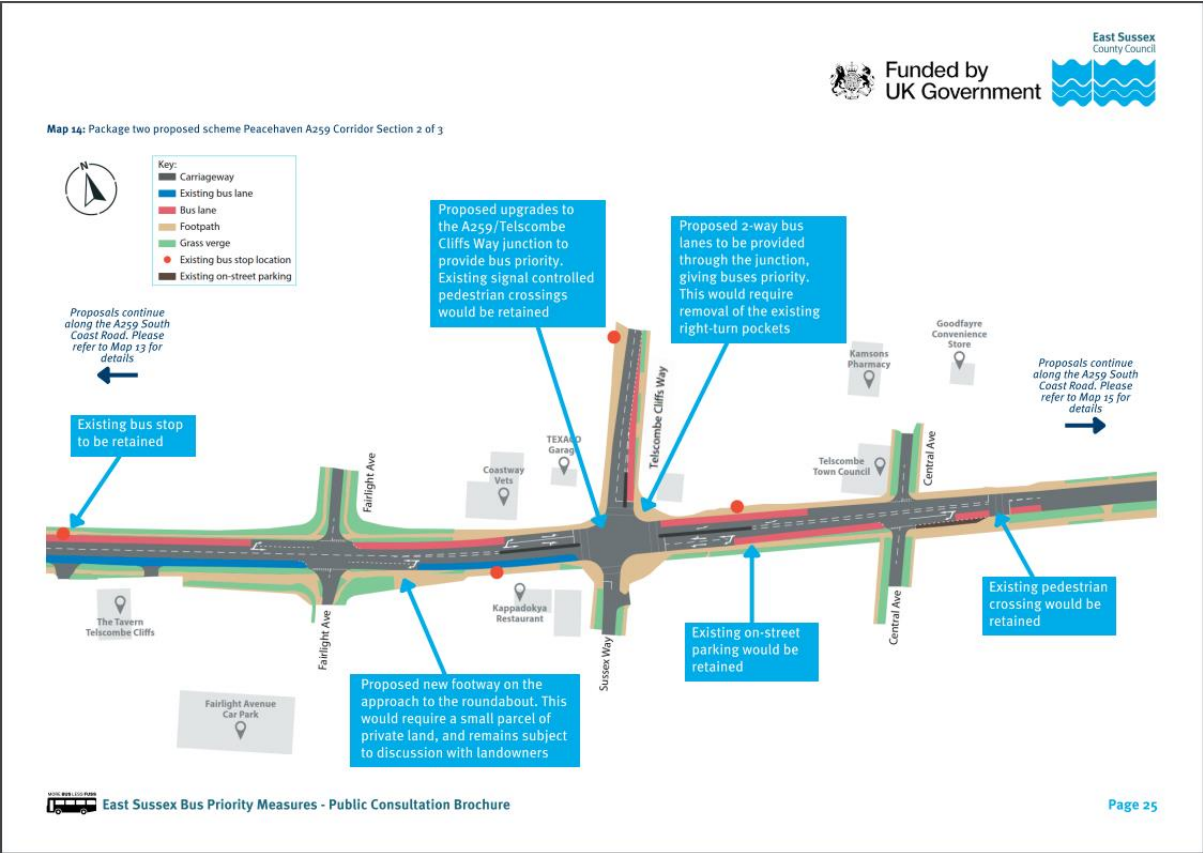 East Sussex
County Council
Funded by
UK Government
Map 14: Package two proposed scheme Peacehaven A259 Corridor Section 2 of 3
N
Key:
Carriageway
Existing bus lane
Bus lane
Footpath
Grass verge
Existing bus stop location
Existing on-street parking
Proposed upgrades to
the A259/Telscombe
Cliffs Way junction to
provide bus priority.
Existing signal controlled
pedestrian crossings
would be retained
Proposed 2-way bus
lanes to be provided
through the junction,
giving buses priority.
This would require
removal of the existing
right-turn pockets
Proposals continue
along the A259 South
Coast Road. Please
refer to Map 13 for
details
Goodfayre
Convenience
Store
Kamsons
Pharmacy
Proposals continue
along the A259 South
Coast Road. Please
refer to Map 15 for
details
Existing bus stop
to be retained
Fairlight Ave
Coastway
Vets
TEXACO
Garage
Telscombe Cliffs Way
Telscombe
Town Council
Central Ave
The Tavern
Telscombe Cliffs
Fairlight Ave
Kappadokya
Restaurant
Sussex Way
Existing on-street
parking would be
retained
Central Ave
Existing pedestrian
crossing would be
retained
Fairlight Avenue
Car Park
Proposed new footway on the
approach to the roundabout. This
would require a small parcel of
private land, and remains subject
to discussion with landowners
MORE BUS LESS FUSS
East Sussex Bus Priority Measures - Public Consultation Brochure
Page 25